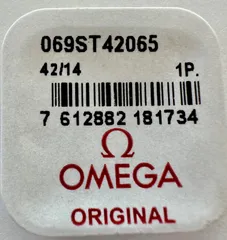 069ST42065
42/14 1P.
7 612882 181734
Ω
OMEGA
ORIGINAL